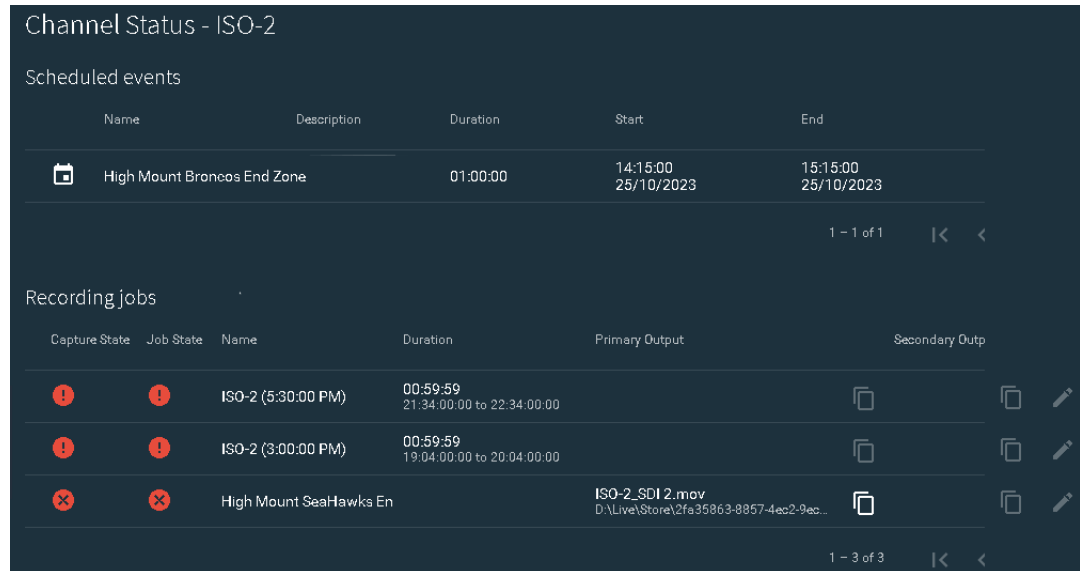 Channel Status - ISO-2
Scheduled events
Name Description Duration Start End
High Mount Broncos End Zone 01:00:00 14:15:00 15:15:00
25/10/2023 25/10/2023
1 – 1 of 1
Recording jobs
Capture State Job State Name Duration Primary Output Secondary Outp
ISO-2 (5:30:00 PM) 00:59:59
21:34:00:00 to 22:34:00:00
ISO-2 (3:00:00 PM) 00:59:59
19:04:00:00 to 20:04:00:00
High Mount SeaHawks En ISO-2_SDI 2.mov
D:\Live\Store\2fa35863-8857-4ec2-9ec...
1 – 3 of 3